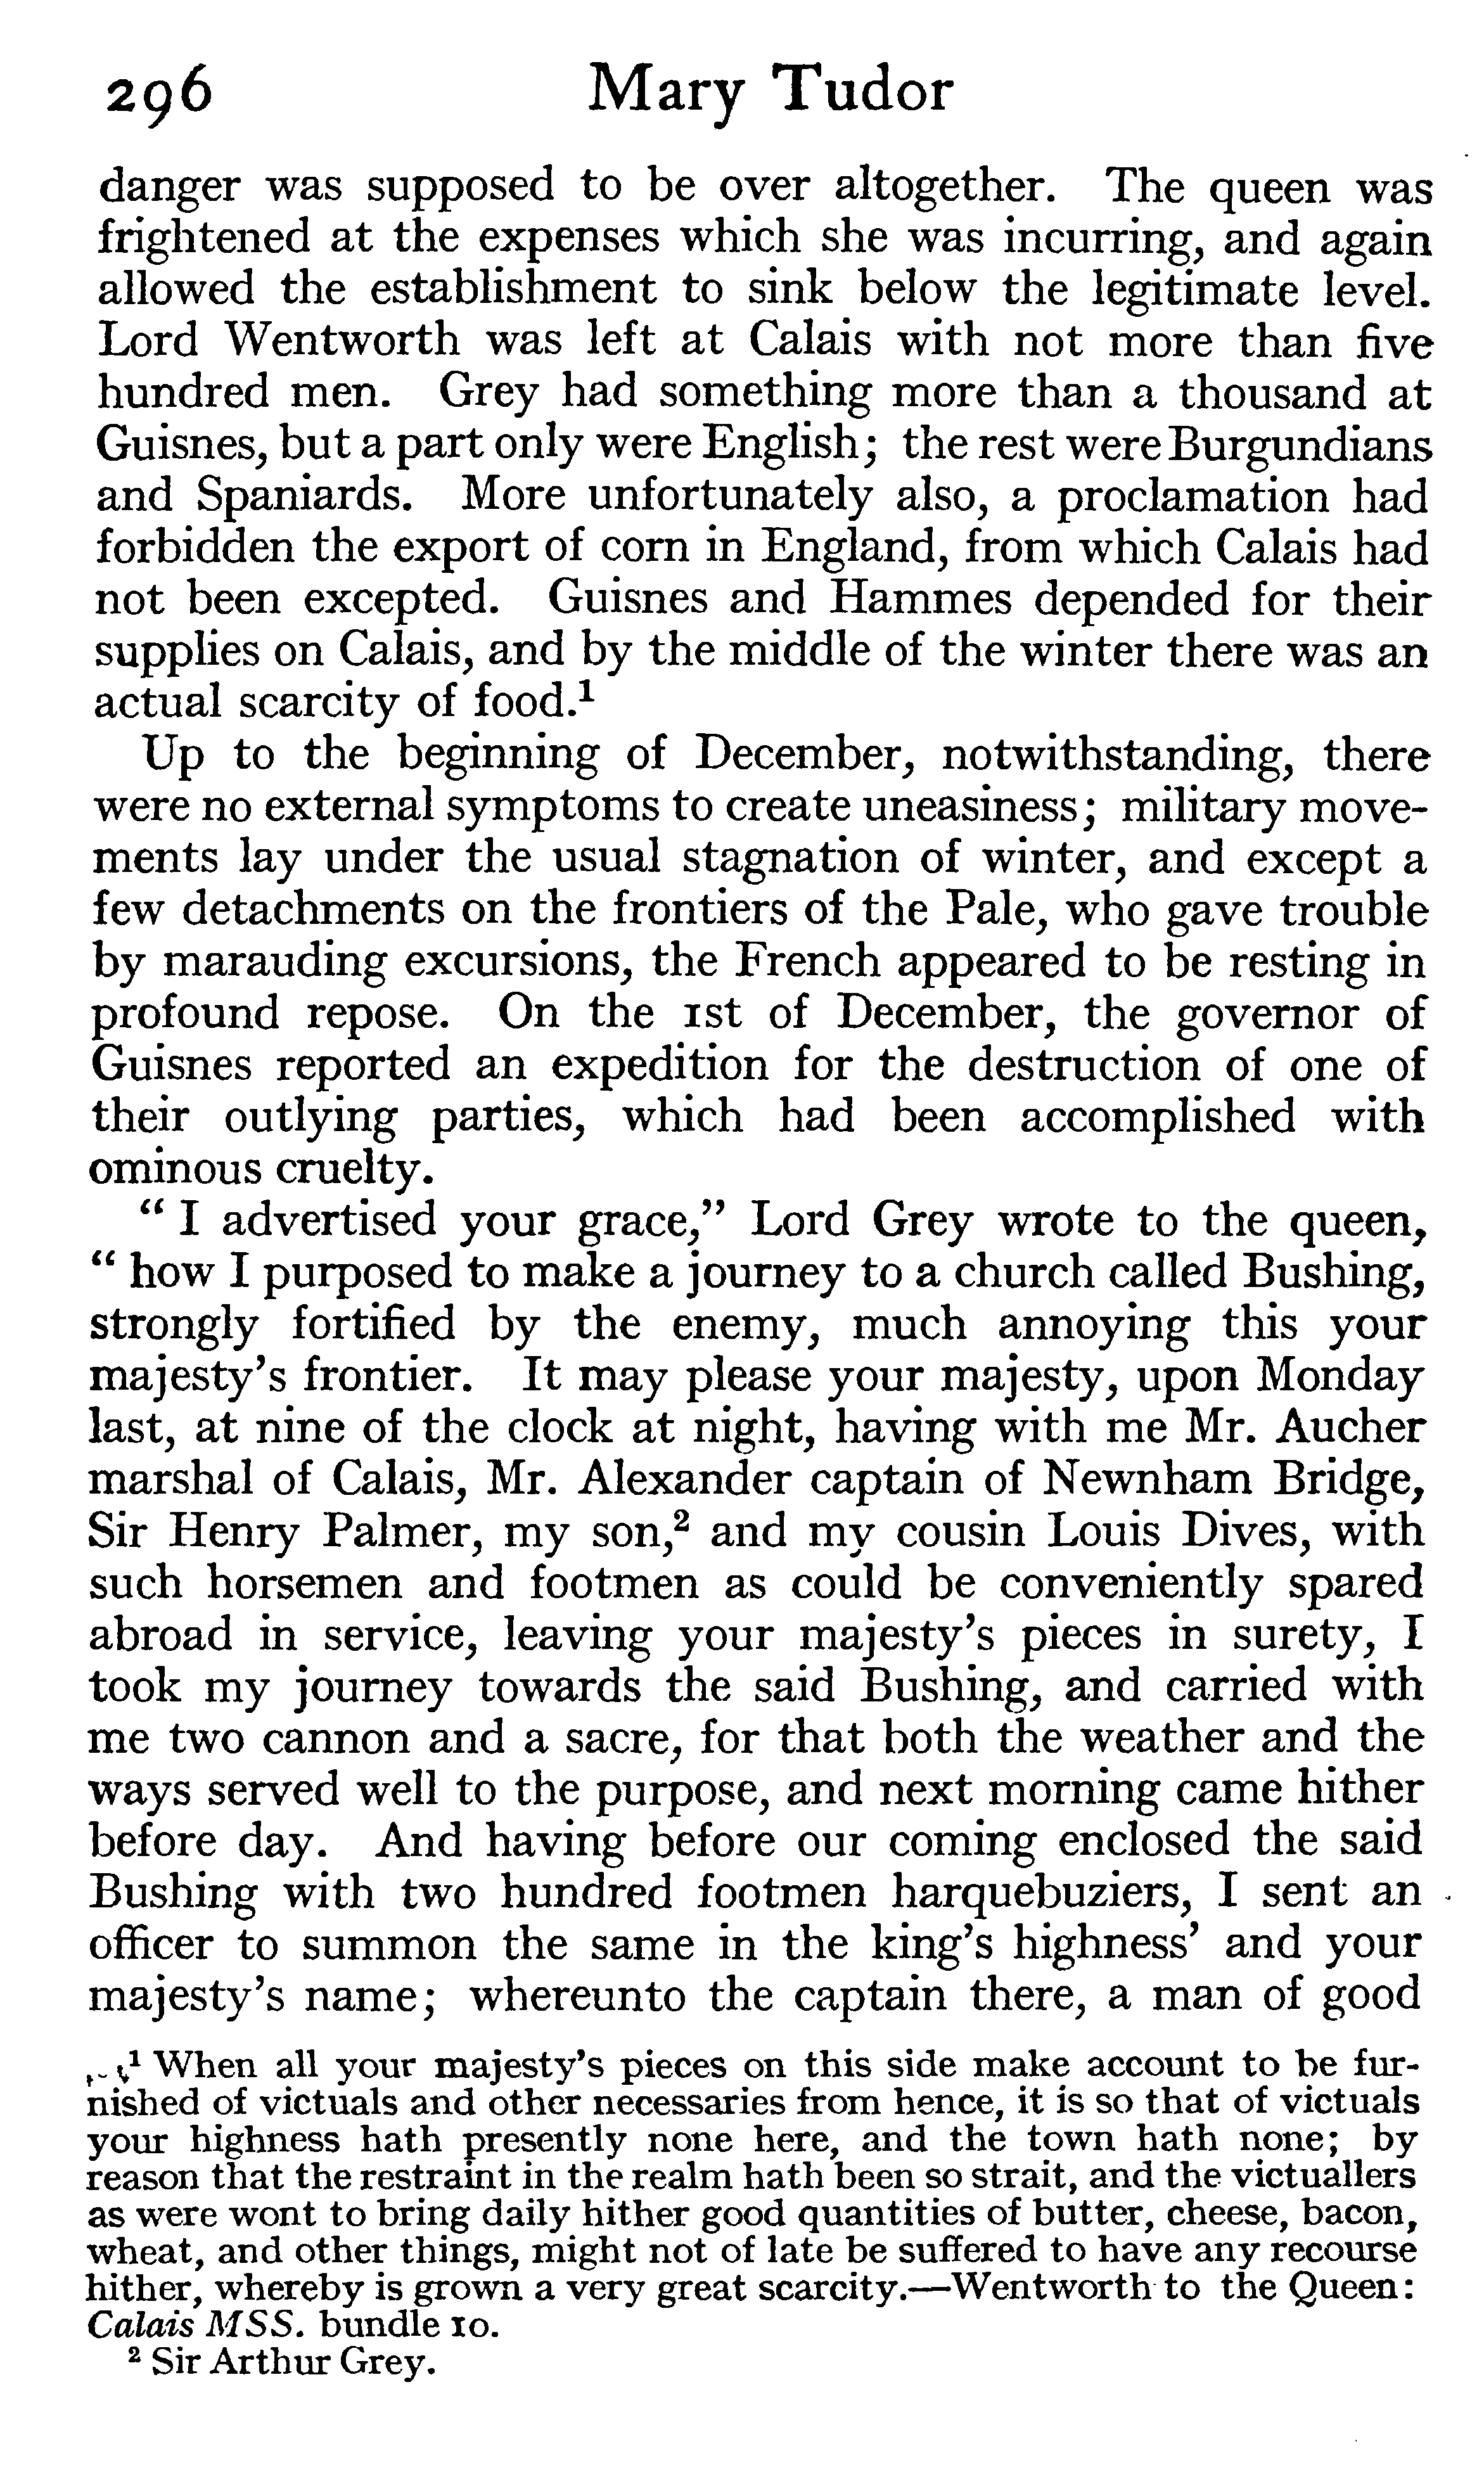 296 Mary Tudor
danger was supposed to be over altogether. The queen was
frightened at the expenses which she was incurring, and again
allowed the establishment to sink below the legitimate level.
Lord Wentworth was left at Calais with not more than five
hundred men. Grey had something more than a thousand at
Guisnes, but a part only were English; the rest were Burgundians
and Spaniards. More unfortunately also, a proclamation had
forbidden the export of corn in England, from which Calais had
not been excepted. Guisnes and Hammes depended for their
supplies on Calais, and by the middle of the winter there was an
actual scarcity of food.¹
Up to the beginning of December, notwithstanding, there
were no external symptoms to create uneasiness; military move-
ments lay under the usual stagnation of winter, and except a
few detachments on the frontiers of the Pale, who gave trouble
by marauding excursions, the French appeared to be resting in
profound repose. On the 1st of December, the governor of
Guisnes reported an expedition for the destruction of one of
their outlying parties, which had been accomplished with
ominous cruelty.
“ I advertised your grace,” Lord Grey wrote to the queen,
“ how I purposed to make a journey to a church called Bushing,
strongly fortified by the enemy, much annoying this your
majesty’s frontier. It may please your majesty, upon Monday
last, at nine of the clock at night, having with me Mr. Aucher
marshal of Calais, Mr. Alexander captain of Newnham Bridge,
Sir Henry Palmer, my son,² and my cousin Louis Dives, with
such horsemen and footmen as could be conveniently spared
abroad in service, leaving your majesty’s pieces in surety, I
took my journey towards the said Bushing, and carried with
me two cannon and a sacre, for that both the weather and the
ways served well to the purpose, and next morning came hither
before day. And having before our coming enclosed the said
Bushing with two hundred footmen harquebuziers, I sent an
officer to summon the same in the king’s highness’ and your
majesty’s name; whereunto the captain there, a man of good
¹ When all your majesty’s pieces on this side make account to be fur-
nished of victuals and other necessaries from hence, it is so that of victuals
your highness hath presently none here, and the town hath none; by
reason that the restraint in the realm hath been so strait, and the victuallers
as were wont to bring daily hither good quantities of butter, cheese, bacon,
wheat, and other things, might not of late be suffered to have any recourse
hither, whereby is grown a very great scarcity.—Wentworth to the Queen:
Calais MSS. bundle 10.
² Sir Arthur Grey.